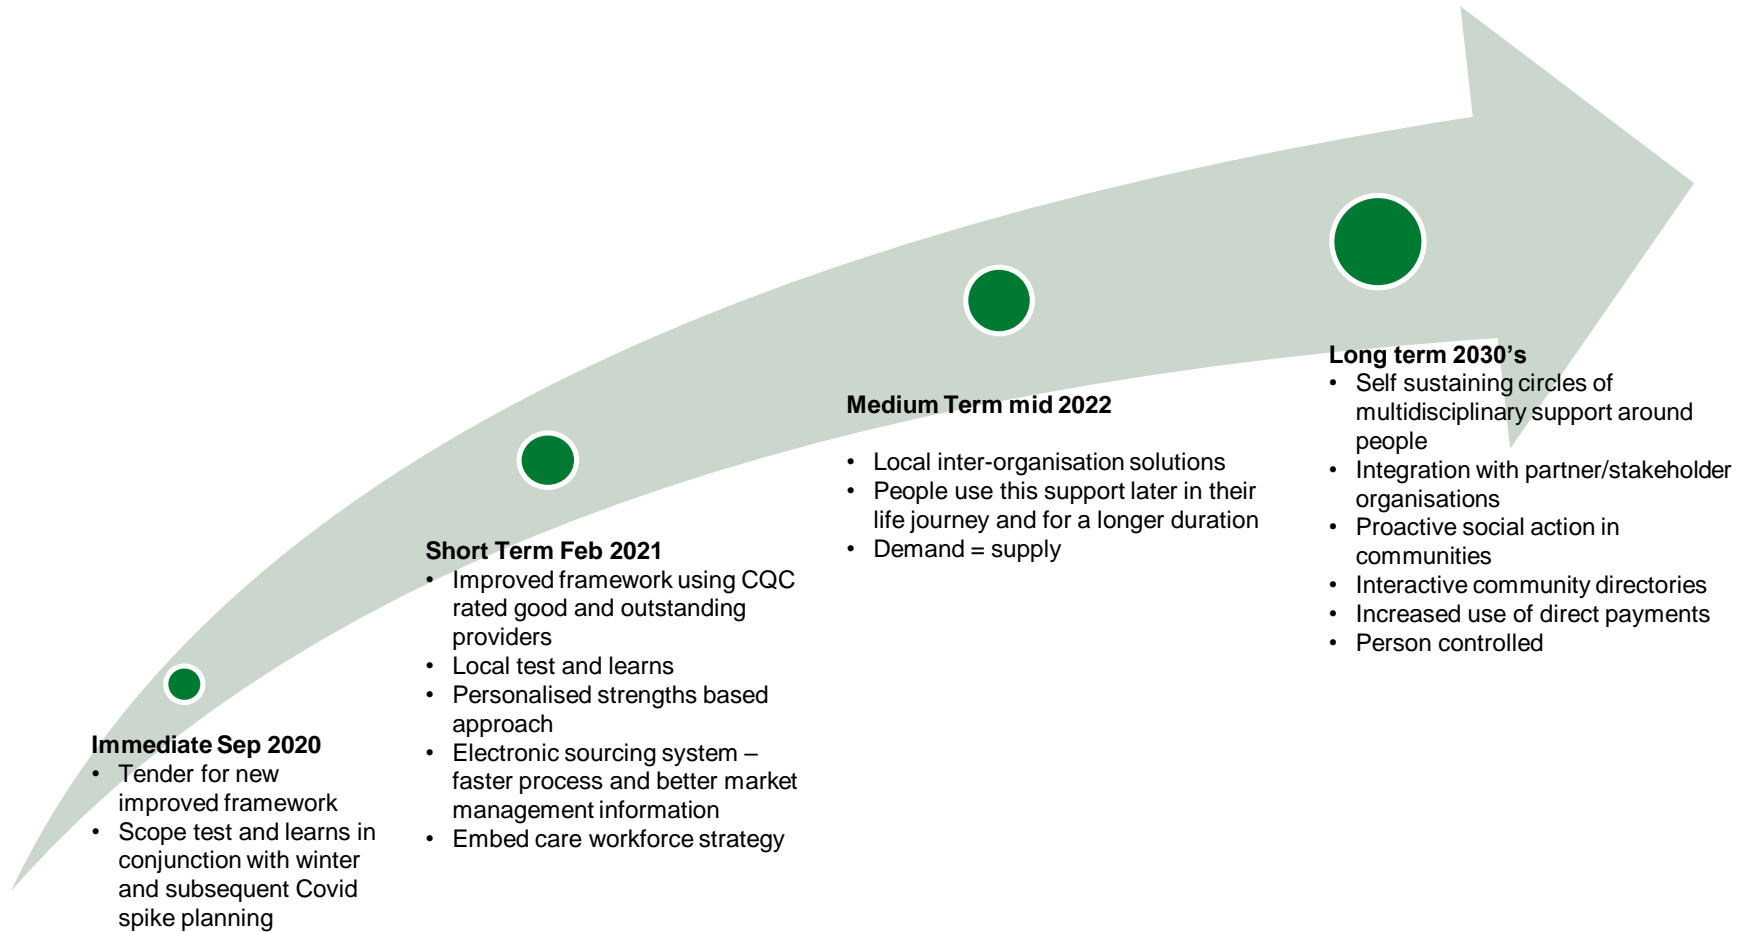 Immediate Sep 2020
• Tender for new
improved framework
• Scope test and learns in
conjunction with winter
and subsequent Covid
spike planning
Short Term Feb 2021
• Improved framework using CQC
rated good and outstanding
providers
• Local test and learns
• Personalised strengths based
approach
• Electronic sourcing system –
faster process and better market
management information
• Embed care workforce strategy
Medium Term mid 2022
• Local inter-organisation solutions
• People use this support later in their
life journey and for a longer duration
• Demand = supply
Long term 2030’s
• Self sustaining circles of
multidisciplinary support around
people
• Integration with partner/stakeholder
organisations
• Proactive social action in
communities
• Interactive community directories
• Increased use of direct payments
• Person controlled